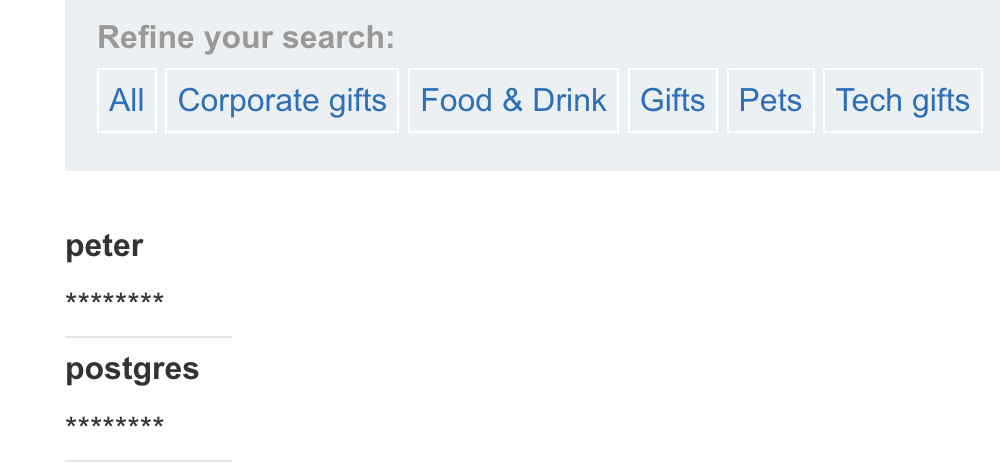 Refine your search:
All Corporate gifts Food & Drink Gifts Pets Tech gifts
peter
********
postgres
********